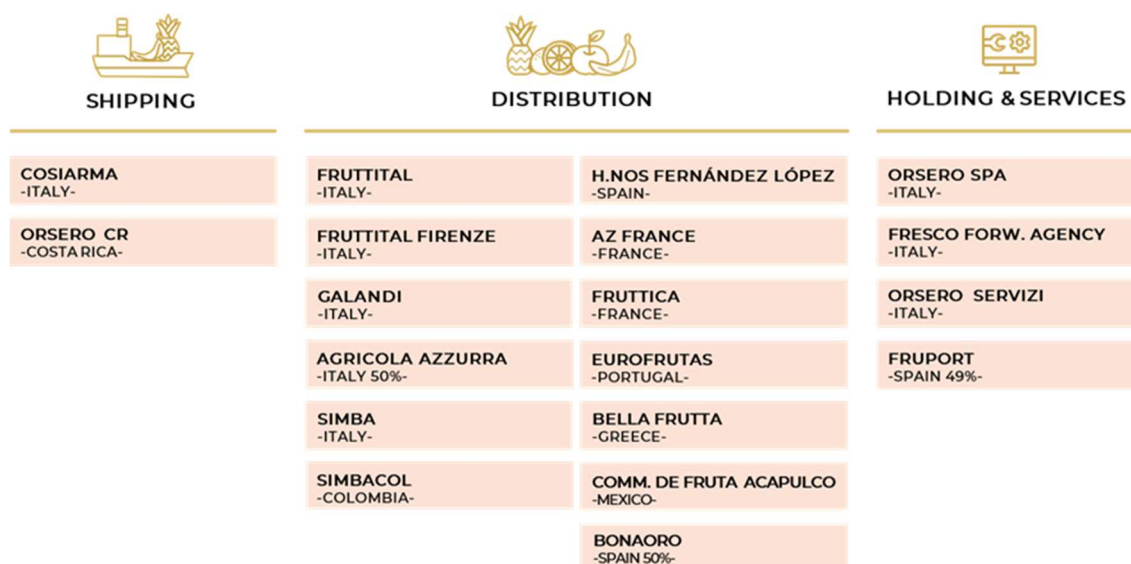 SHIPPING
COSIARMA
-ITALY-
ORSERO CR
-COSTA RICA-
DISTRIBUTION
FRUTTITAL
-ITALY-
FRUTTITAL FIRENZE
-ITALY-
GALANDI
-ITALY-
AGRICOLA AZZURRA
-ITALY 50%-
SIMBA
-ITALY-
SIMBACOL
-COLOMBIA-
H.NOS FERNÁNDEZ LÓPEZ
-SPAIN-
AZ FRANCE
-FRANCE-
FRUTTICA
-FRANCE-
EUROFRUTAS
-PORTUGAL-
BELLA FRUTTA
-GREECE-
COMM. DE FRUTA ACAPULCO
-MEXICO-
BONAORO
-SPAIN 50%-
HOLDING & SERVICES
ORSERO SPA
-ITALY-
FRESCO FORW. AGENCY
-ITALY-
ORSERO SERVIZI
-ITALY-
FRUPORT
-SPAIN 49%-